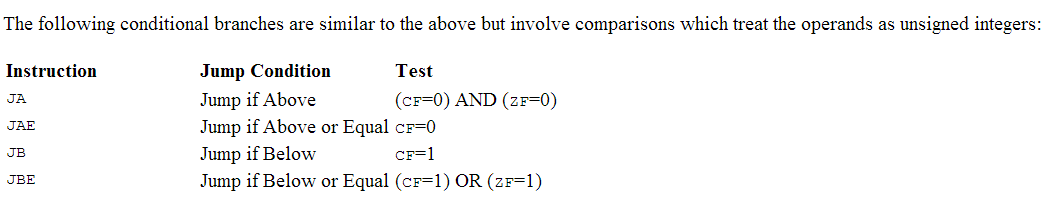 The following conditional branches are similar to the above but involve comparisons which treat the operands as unsigned integers:
Instruction Jump Condition Test
JA Jump if Above (CF=0) AND (ZF=0)
JAE Jump if Above or Equal CF=0
JB Jump if Below CF=1
JBE Jump if Below or Equal (CF=1) OR (ZF=1)